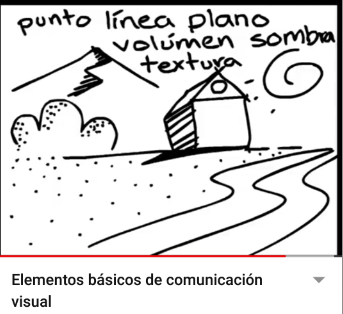 punto línea plano
volúmen sombra
textura
Elementos básicos de comunicación
visual